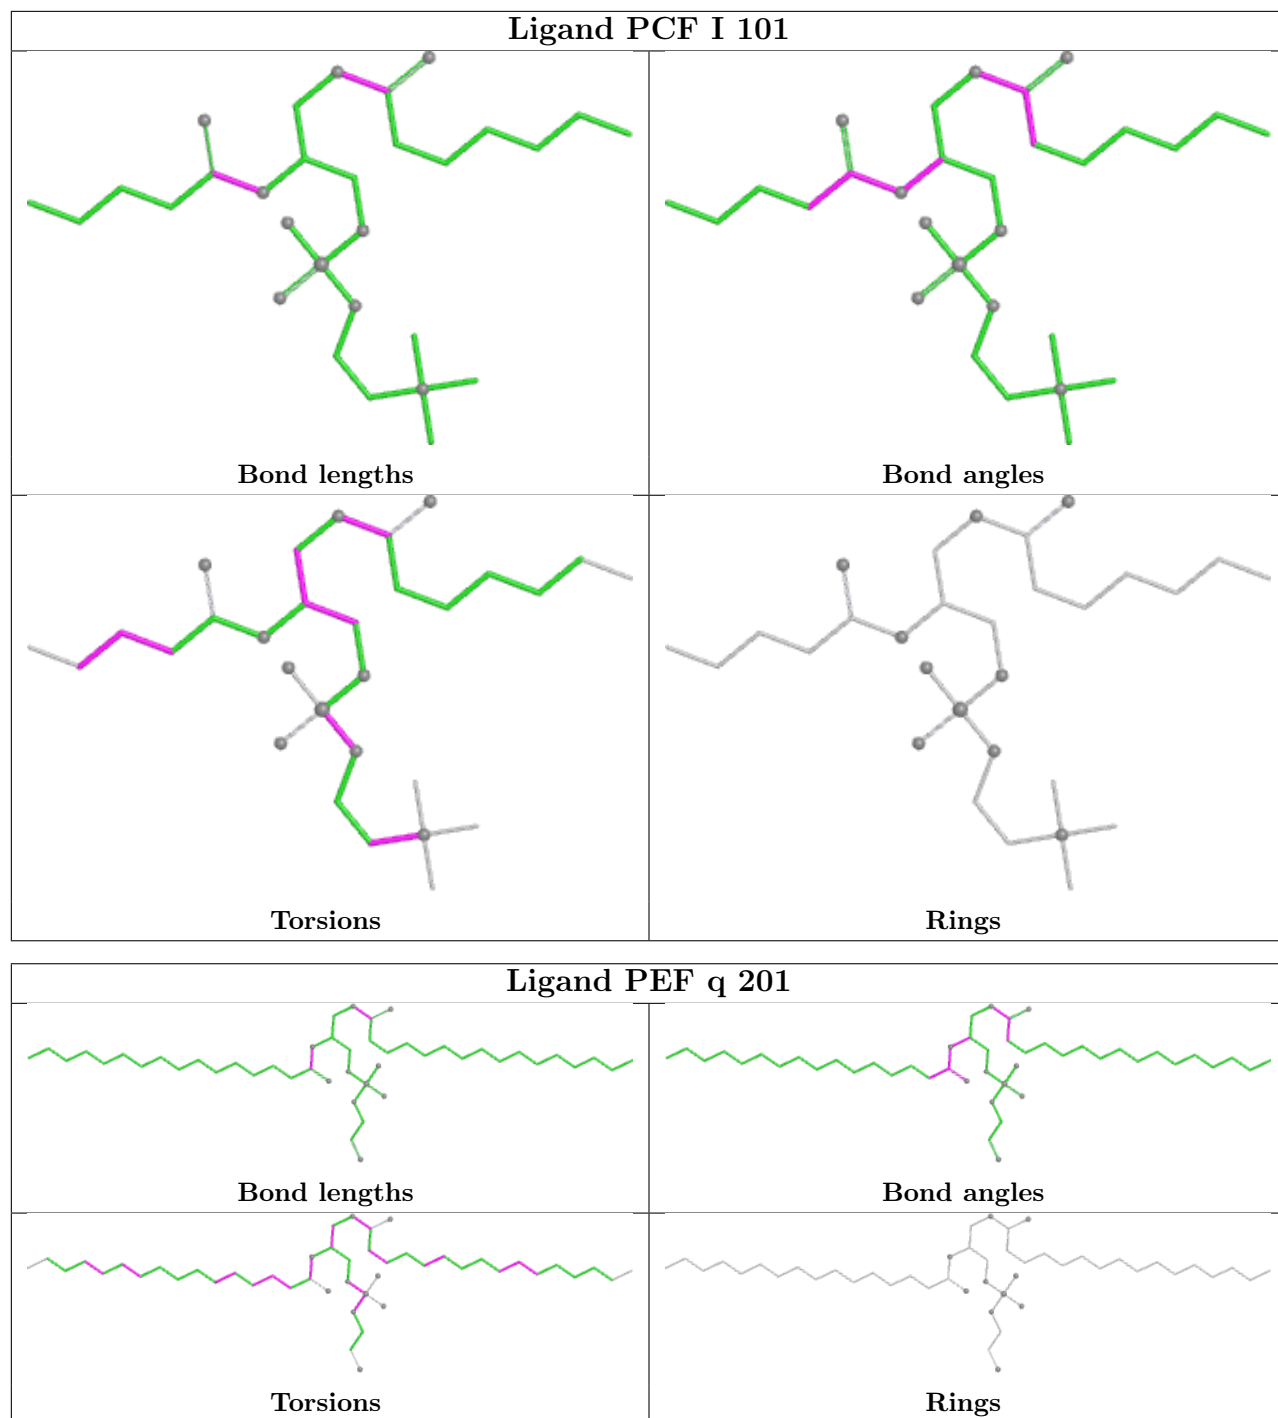 Ligand PCF I 101
Bond lengths
Bond angles
Torsions
Rings
Ligand PEF q 201
Bond lengths
Bond angles
Torsions
Rings